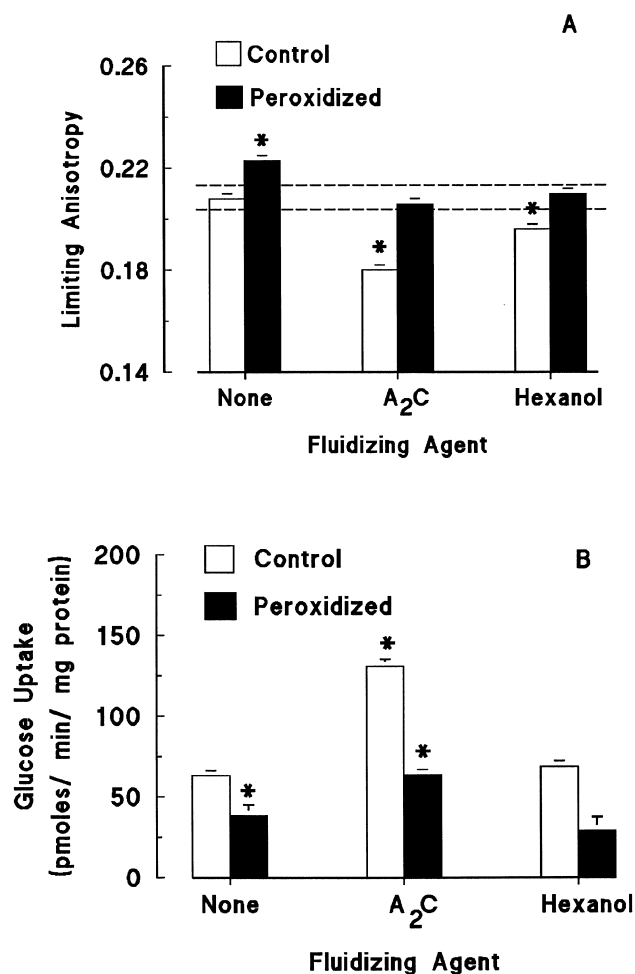 A
Control
Peroxidized
0.26
0.22
0.18
0.14
Limiting Anisotropy
*
*
*
None A2C Hexanol
Fluidizing Agent
B
Control
Peroxidized
200
150
100
50
0
Glucose Uptake
(pmoles/ min/ mg protein)
*
*
*
None A2C Hexanol
Fluidizing Agent